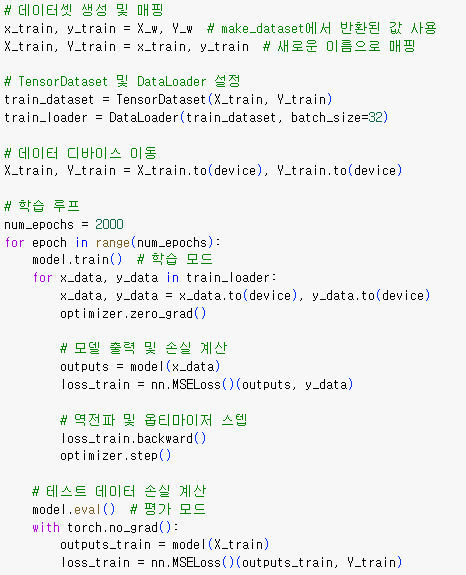 # 데이터셋 생성 및 매핑
x_train, y_train = X_w, Y_w  # make_dataset에서 반환된 값 사용
X_train, Y_train = x_train, y_train  # 새로운 이름으로 매핑

# TensorDataset 및 DataLoader 설정
train_dataset = TensorDataset(X_train, Y_train)
train_loader = DataLoader(train_dataset, batch_size=32)

# 데이터 디바이스 이동
X_train, Y_train = X_train.to(device), Y_train.to(device)

# 학습 루프
num_epochs = 2000
for epoch in range(num_epochs):
    model.train()  # 학습 모드
    for x_data, y_data in train_loader:
        x_data, y_data = x_data.to(device), y_data.to(device)
        optimizer.zero_grad()

        # 모델 출력 및 손실 계산
        outputs = model(x_data)
        loss_train = nn.MSELoss()(outputs, y_data)

        # 역전파 및 옵티마이저 스텝
        loss_train.backward()
        optimizer.step()

    # 테스트 데이터 손실 계산
    model.eval()  # 평가 모드
    with torch.no_grad():
        outputs_train = model(X_train)
        loss_train = nn.MSELoss()(outputs_train, Y_train)